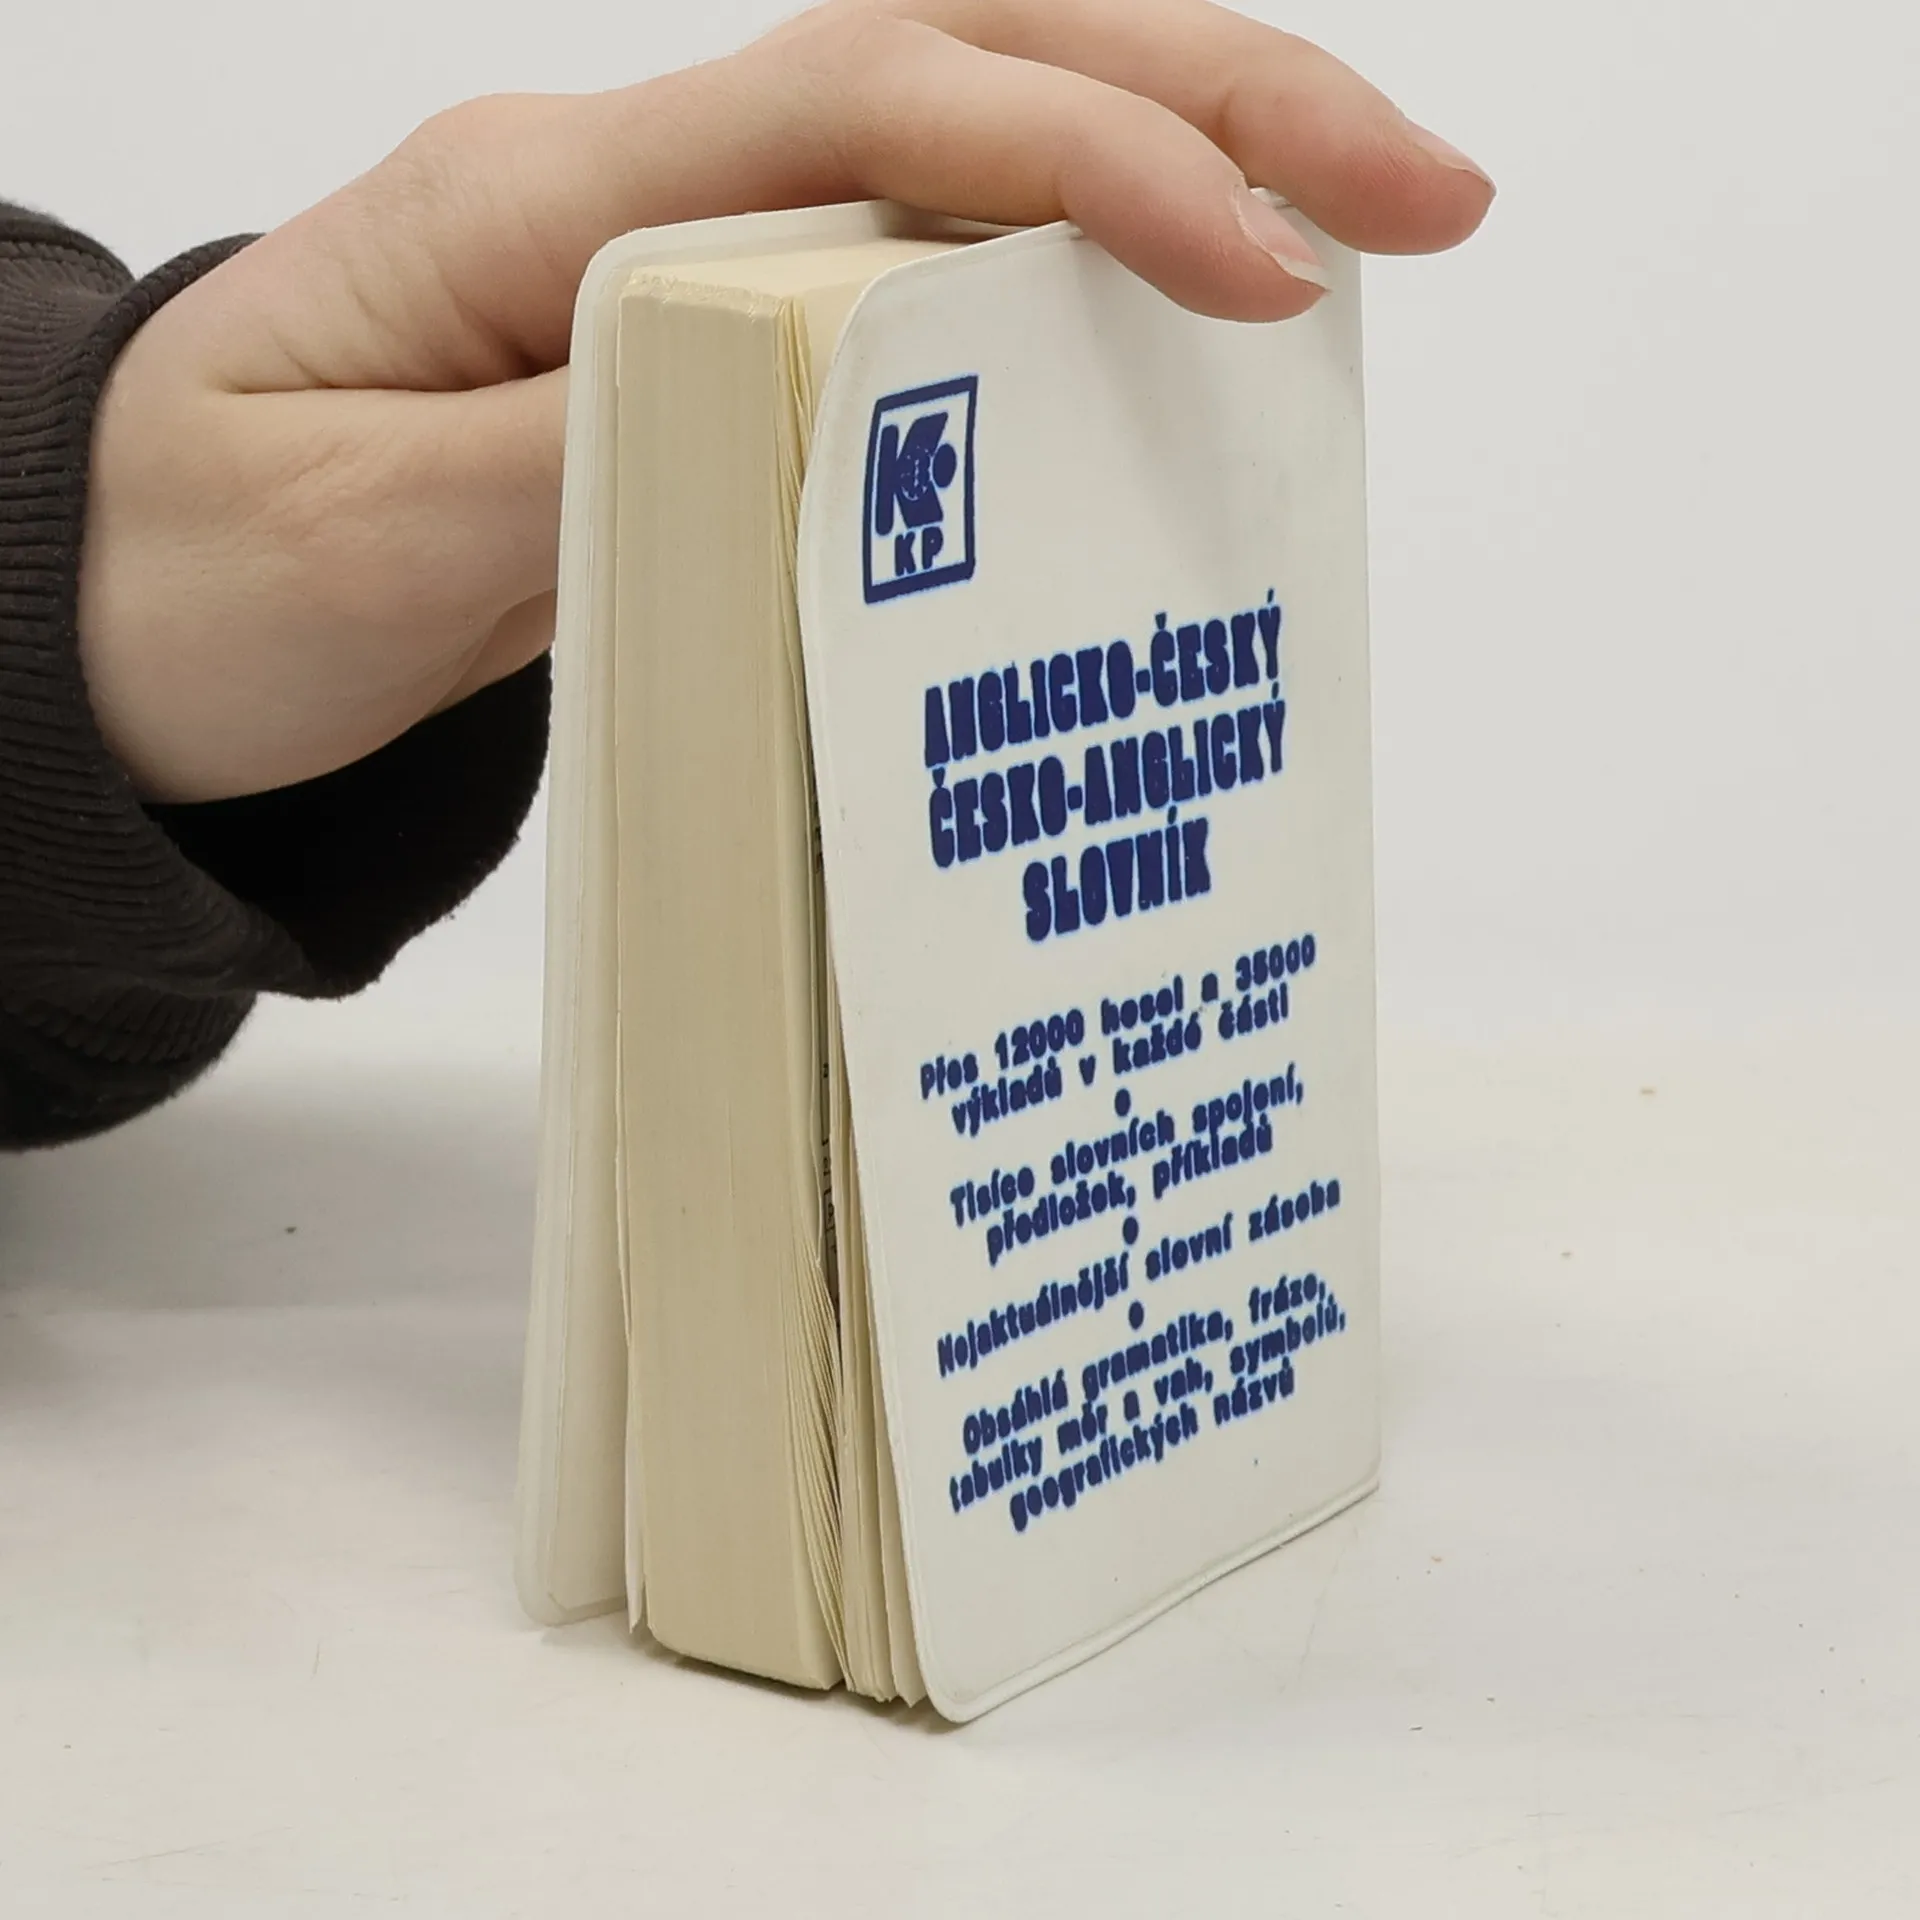 K
KP
ANGLICKO-ČESKÝ
ČESKO-ANGLICKÝ
SLOVNÍK
Přes 12000 hesel a 35000
výkladů v každé části
•
Tisíce slovních spojení,
předložek, příkladů
•
Nejaktuálnější slovní zásoba
•
Obsáhlá gramatika, fráze,
tabulky měr a vah, symbolů,
geografických názvů